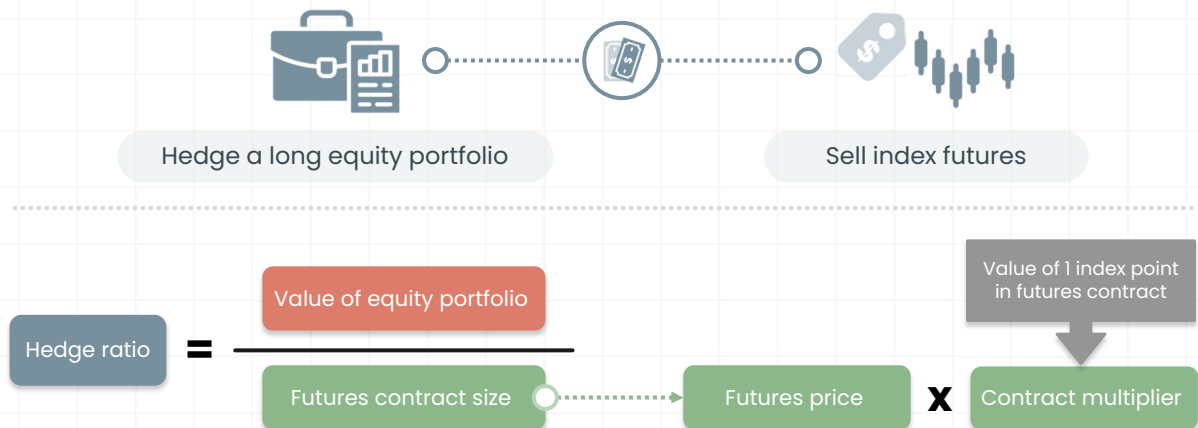 Hedge a long equity portfolio
Sell index futures
Value of 1 index point
in futures contract
Value of equity portfolio
Hedge ratio
=
Futures contract size
Futures price
x
Contract multiplier